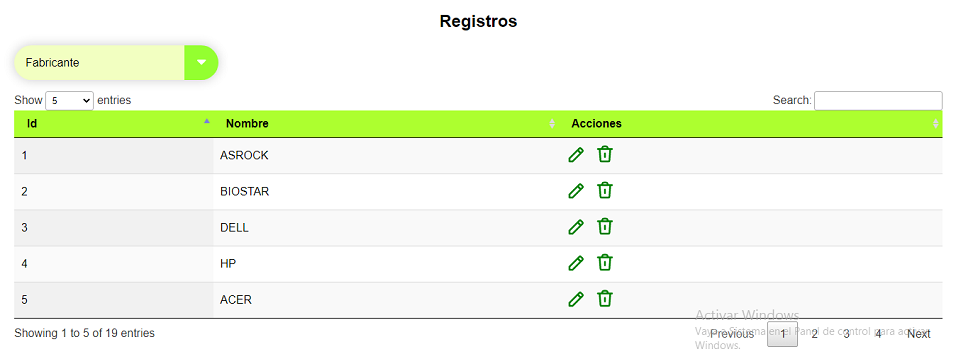 Registros
Fabricante
Show 5 entries Search:
Id Nombre Acciones
1 ASROCK
2 BIOSTAR
3 DELL
4 HP
5 ACER
Activar Windows
Showing 1 to 5 of 19 entries Previous 1 2 3 4 Next
Vaya a Sistema en el Panel de control para activar
Windows.